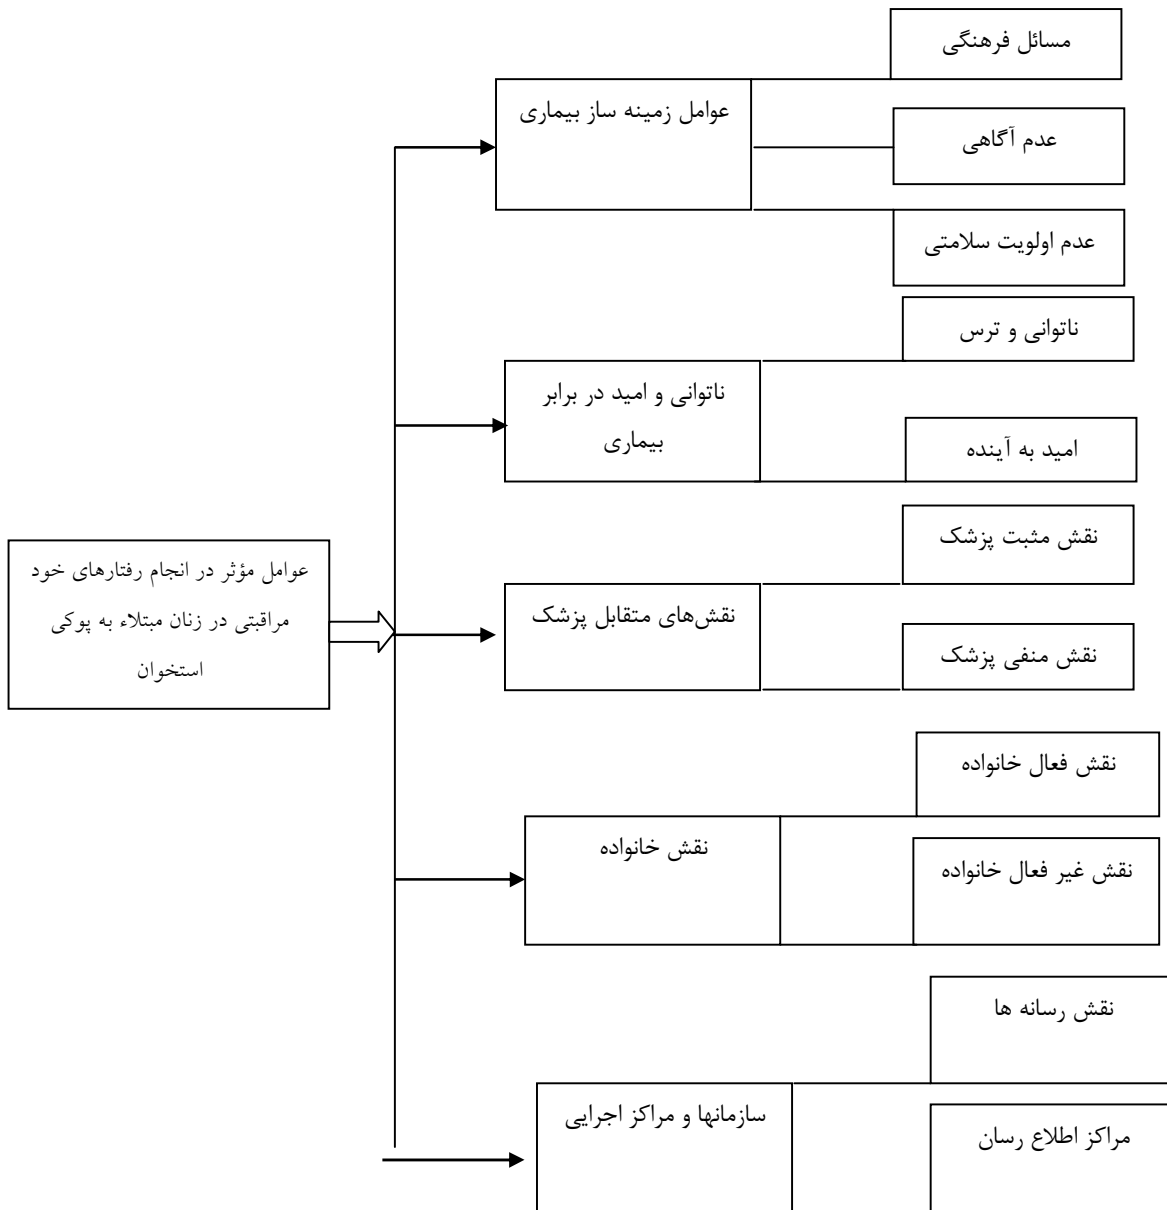 مسائل فرهنگی
عوامل زمینه ساز بیماری
عدم آگاهی
عدم اولویت سلامتی
ناتوانی و ترس
ناتوانی و امید در برابر
بیماری
امید به آینده
نقش مثبت پزشک
عوامل مؤثر در انجام رفتارهای خود
مراقبتی در زنان مبتلاء به پوکی
استخوان
نقش‌های متقابل پزشک
نقش منفی پزشک
نقش فعال خانواده
نقش خانواده
نقش غیر فعال خانواده
نقش رسانه ها
سازمانها و مراکز اجرایی
مراکز اطلاع رسان